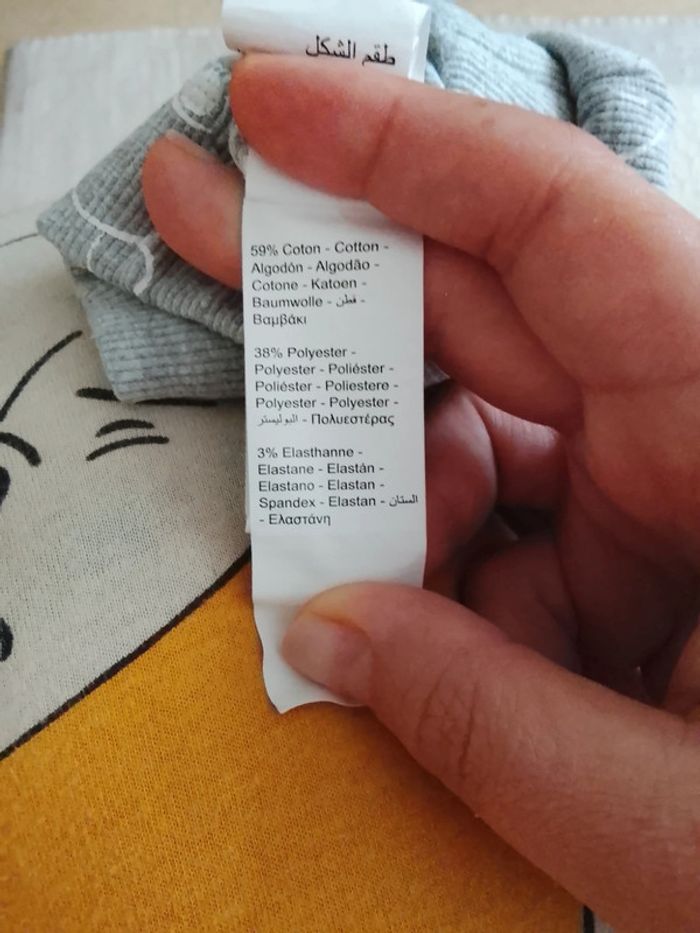 طقم الشكل
59% Coton - Cotton -
Algodón - Algodão -
Cotone - Katoen -
Baumwolle - قطن -
Βαμβάκι
38% Polyester -
Polyester - Poliéster -
Poliéster - Poliestere -
Polyester - Polyester -
البوليستر - Πολυεστέρας
3% Elasthanne -
Elastane - Elastán -
Elastano - Elastan -
Spandex - Elastan - الستان
- Ελαστάνη